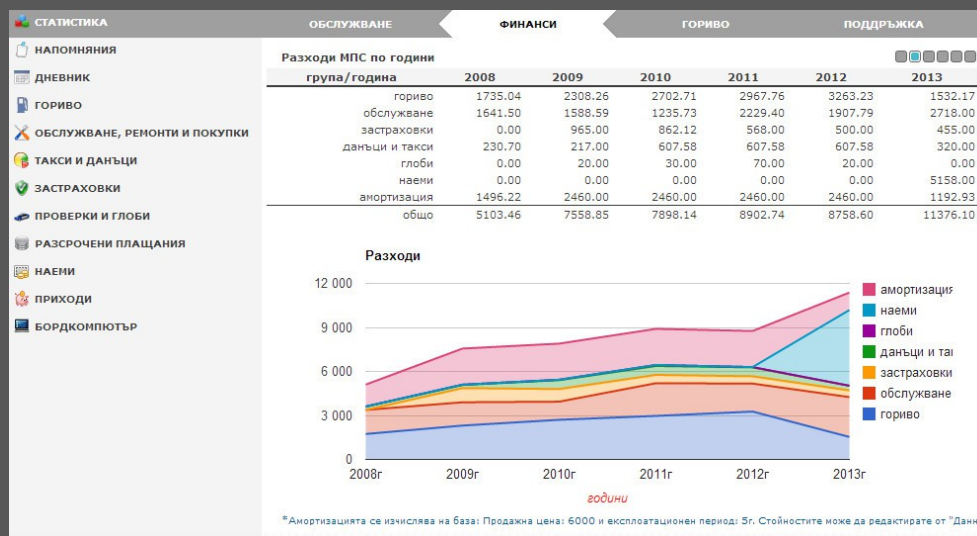 СТАТИСТИКА
ОБСЛУЖВАНЕ ФИНАНСИ ГОРИВО ПОДДРЪЖКА
НАПОМНЯНИЯ
ДНЕВНИК
ГОРИВО
ОБСЛУЖВАНЕ, РЕМОНТИ И ПОКУПКИ
ТАКСИ И ДАНЪЦИ
ЗАСТРАХОВКИ
ПРОВЕРКИ И ГЛОБИ
РАЗСРОЧЕНИ ПЛАЩАНИЯ
НАЕМИ
ПРИХОДИ
БОРДКОМПЮТЪР
Разходи МПС по години
група/година 2008 2009 2010 2011 2012 2013
гориво 1735.04 2308.26 2702.71 2967.76 3263.23 1532.17
обслужване 1641.50 1588.59 1235.73 2229.40 1907.79 2718.00
застраховки 0.00 965.00 862.12 568.00 500.00 455.00
данъци и такси 230.70 217.00 607.58 607.58 607.58 320.00
глоби 0.00 20.00 30.00 70.00 20.00 0.00
наеми 0.00 0.00 0.00 0.00 0.00 5158.00
амортизация 1496.22 2460.00 2460.00 2460.00 2460.00 1192.93
общо 5103.46 7558.85 7898.14 8902.74 8758.60 11376.10
Разходи
12 000
9 000
6 000
3 000
0
2008г 2009г 2010г 2011г 2012г 2013г
години
амортизация
наеми
глоби
данъци и та
застраховки
обслужване
гориво
*Амортизацията се изчислява на база: Продажна цена: 6000 и експлоатационен период: 5г. Стойностите може да редактирате от "Данн